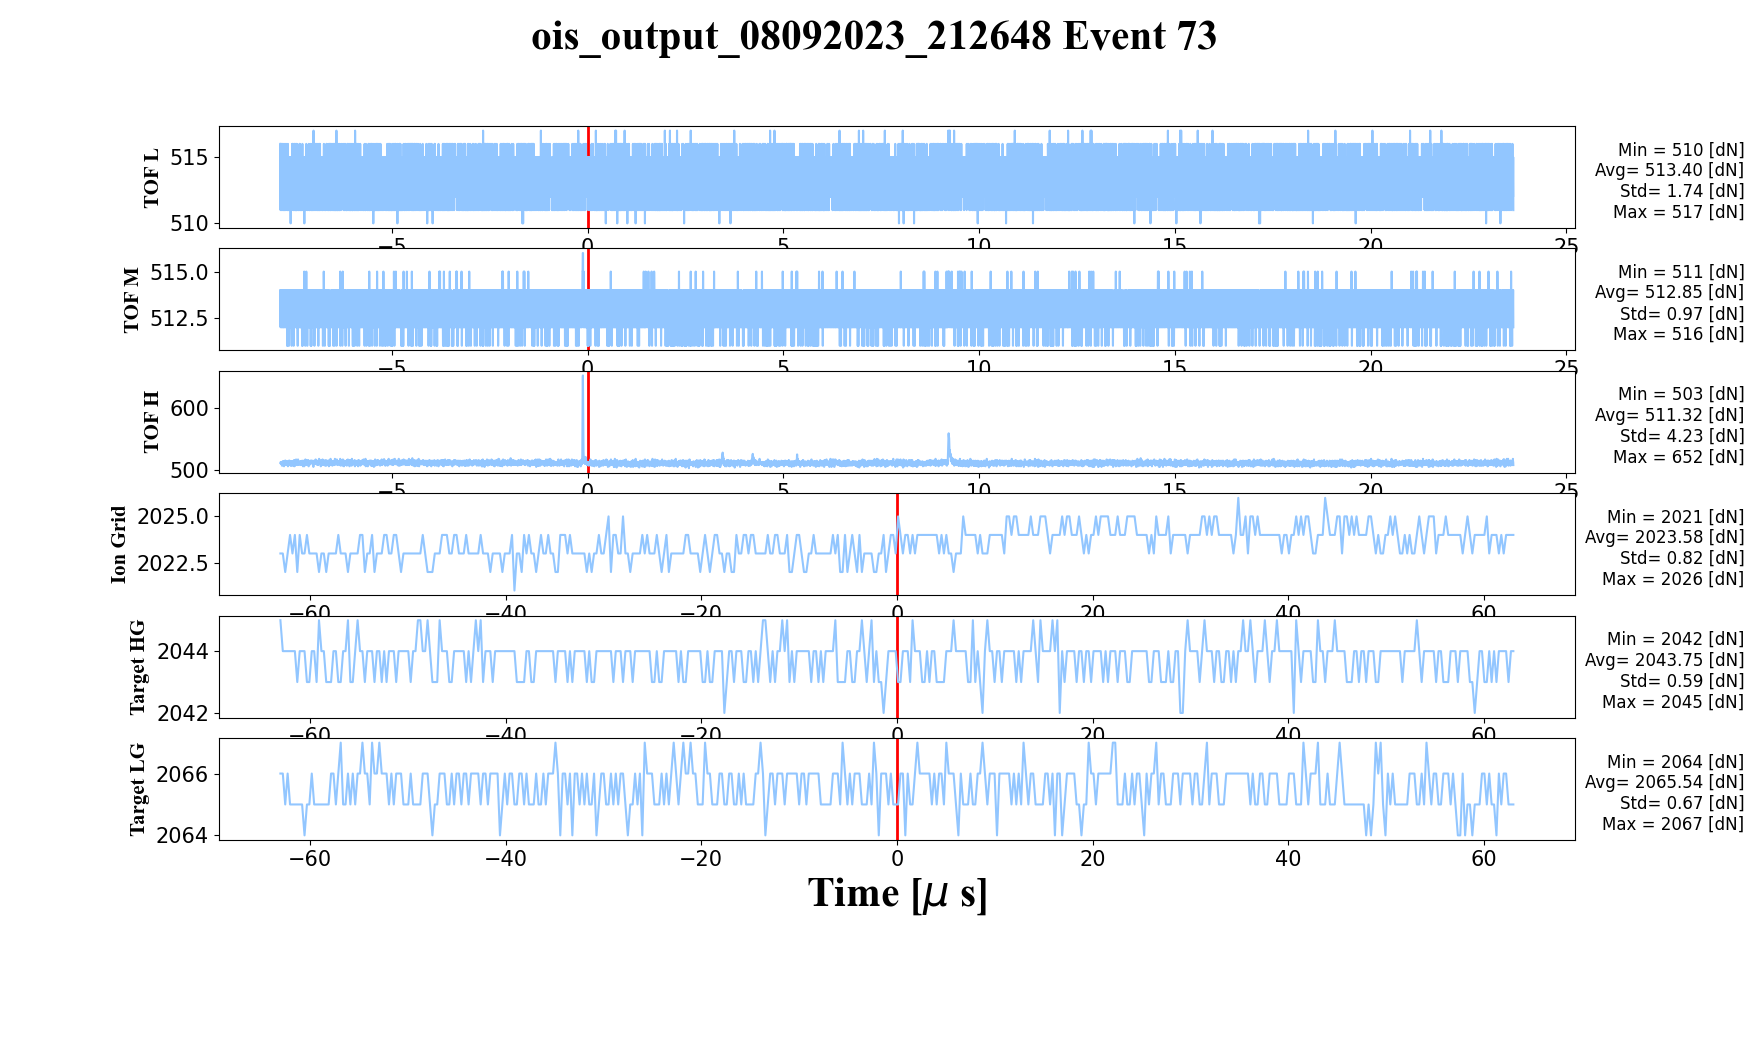 ois_output_08092023_212648 Event 73
TOF L
515
510
−5
0
5
10
15
20
25
Min = 510 [dN]
Avg= 513.40 [dN]
Std= 1.74 [dN]
Max = 517 [dN]
TOF M
515.0
512.5
−5
0
5
10
15
20
25
Min = 511 [dN]
Avg= 512.85 [dN]
Std= 0.97 [dN]
Max = 516 [dN]
TOF H
600
500
−5
0
5
10
15
20
25
Min = 503 [dN]
Avg= 511.32 [dN]
Std= 4.23 [dN]
Max = 652 [dN]
Ion Grid
2025.0
2022.5
−60
−40
−20
0
20
40
60
Min = 2021 [dN]
Avg= 2023.58 [dN]
Std= 0.82 [dN]
Max = 2026 [dN]
Target HG
2044
2042
−60
−40
−20
0
20
40
60
Min = 2042 [dN]
Avg= 2043.75 [dN]
Std= 0.59 [dN]
Max = 2045 [dN]
Target LG
2066
2064
−60
−40
−20
0
20
40
60
Min = 2064 [dN]
Avg= 2065.54 [dN]
Std= 0.67 [dN]
Max = 2067 [dN]
Time [μ s]